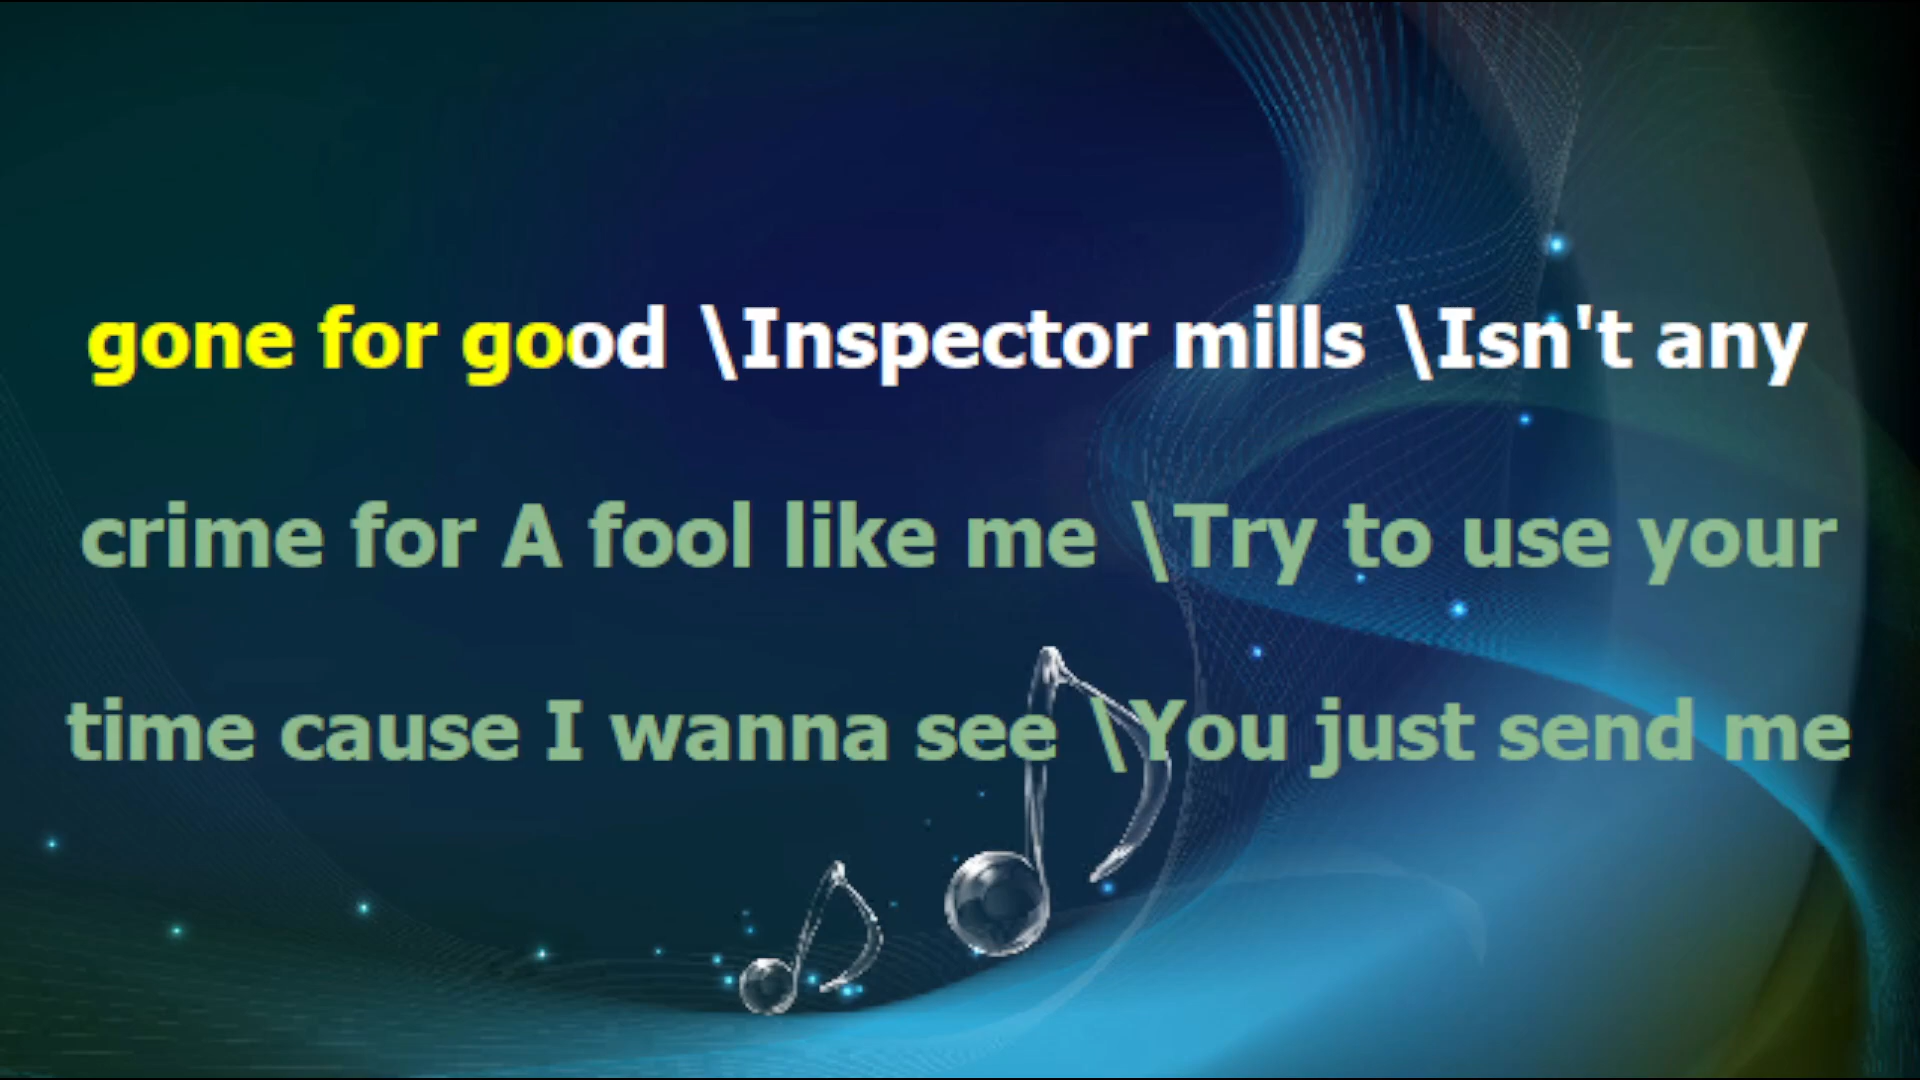 gone for good \Inspector mills \Isn't any
crime for A fool like me \Try to use your
time cause I wanna see \You just send me